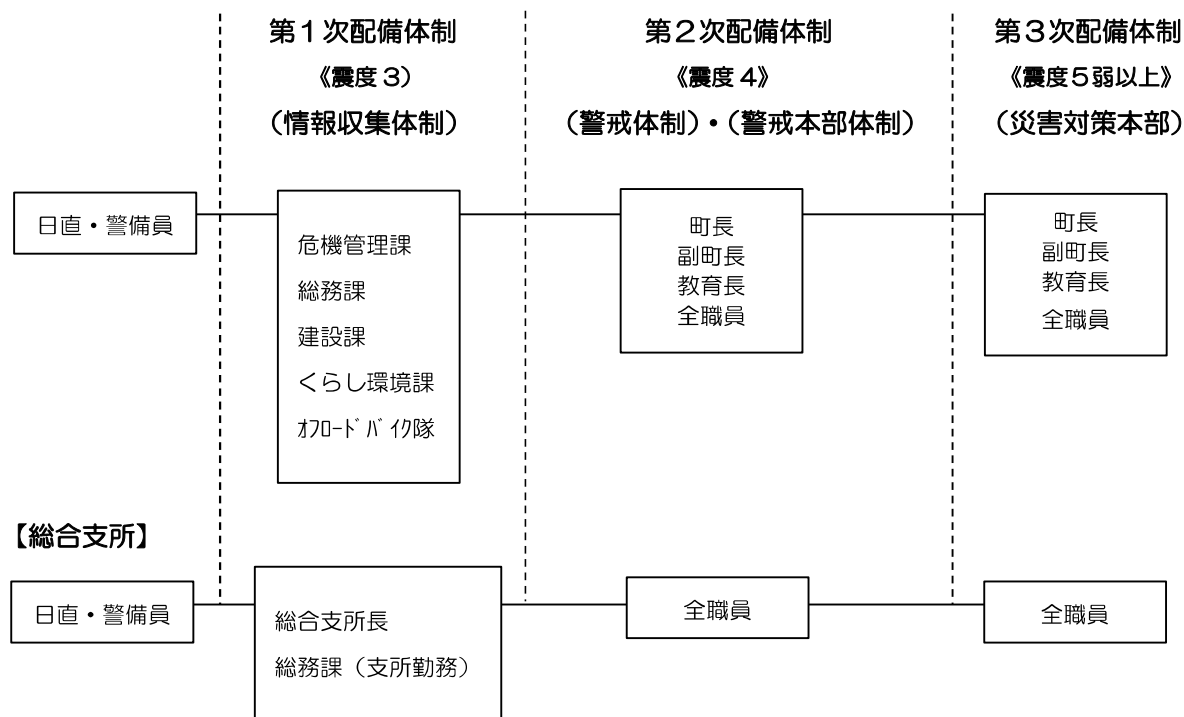 第１次配備体制
《震度３）
（情報収集体制）
第２次配備体制
《震度４》
（警戒体制）・（警戒本部体制）
第３次配備体制
《震度５弱以上》
（災害対策本部）
日直・警備員
危機管理課
総務課
建設課
くらし環境課
ｵﾌﾛｰﾄﾞﾊﾞｲｸ隊
町長
副町長
教育長
全職員
町長
副町長
教育長
全職員
【総合支所】
日直・警備員
総合支所長
総務課（支所勤務）
全職員
全職員